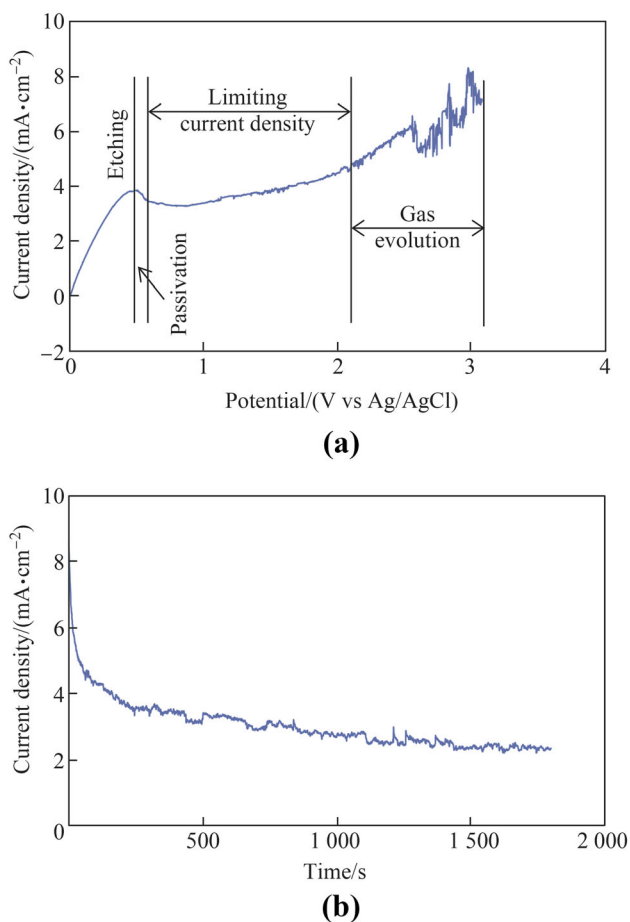 10
8
6
4
2
0
−2
Current density/(mA·cm⁻²)
Etching
Passivation
Limiting
current density
Gas
evolution
0
1
2
3
4
Potential/(V vs Ag/AgCl)
(a)
10
8
6
4
2
0
Current density/(mA·cm⁻²)
500
1 000
1 500
2 000
Time/s
(b)